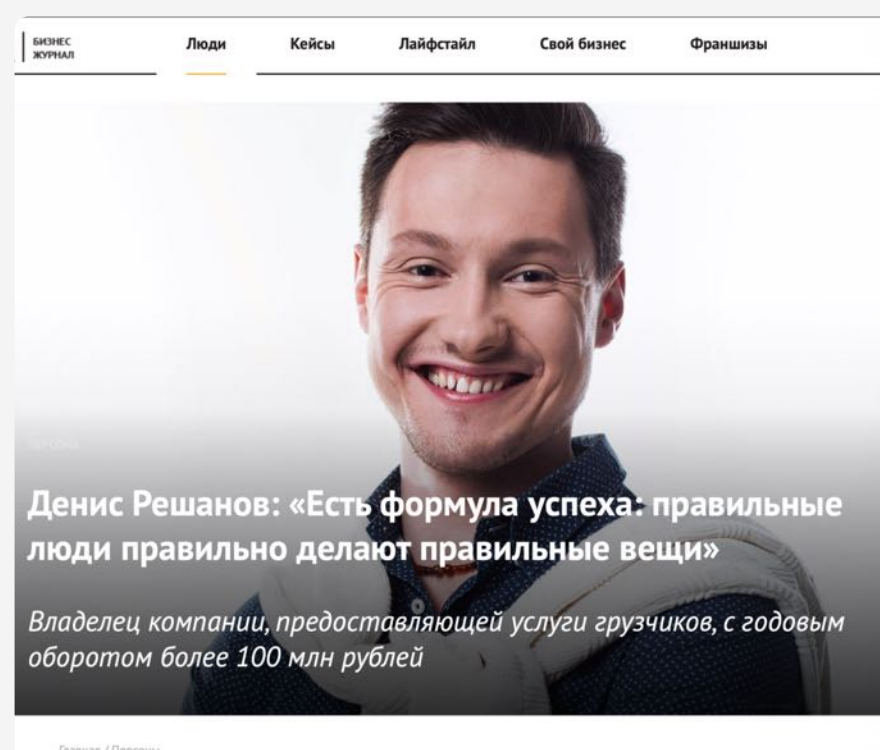 БИЗНЕС
ЖУРНАЛ
Люди Кейсы Лайфстайл Свой бизнес Франшизы
ПЕРСОНА
Денис Решанов: «Есть формула успеха: правильные
люди правильно делают правильные вещи»
Владелец компании, предоставляющей услуги грузчиков, с годовым
оборотом более 100 млн рублей